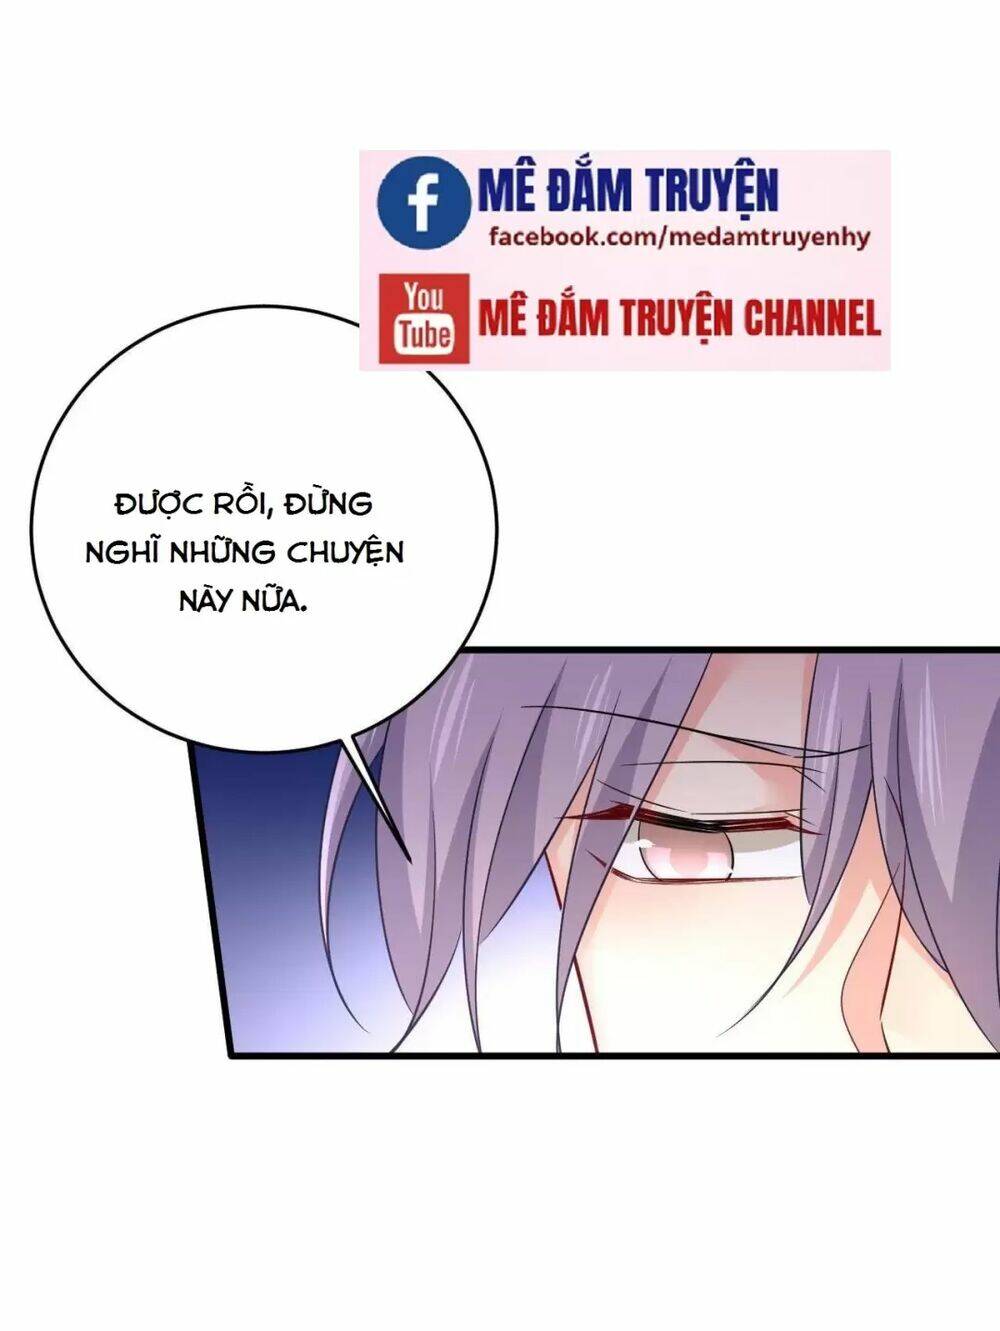 MÊ ĐẮM TRUYỆN
facebook.com/medamtruyenhy
You
Tube
MÊ ĐẮM TRUYỆN CHANNEL
ĐƯỢC RỒI, ĐỪNG
NGHĨ NHỮNG CHUYỆN
NÀY NỮA.